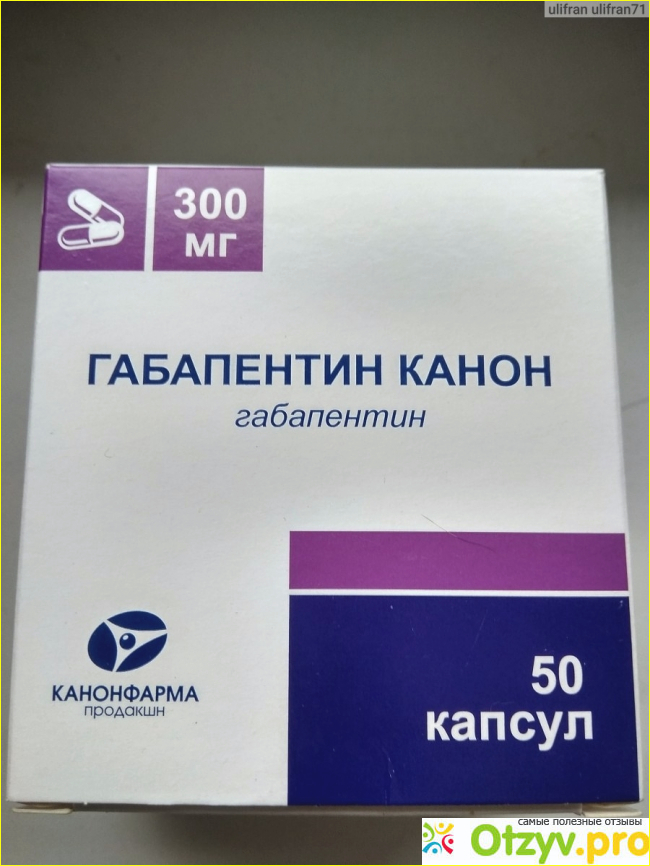 ulifran ulifran71
300
мг
ГАБАПЕНТИН КАНОН
габапентин
КАНОНФАРМА
продакшн
50
капсул
самые полезные отзывы
Otzyv.pro